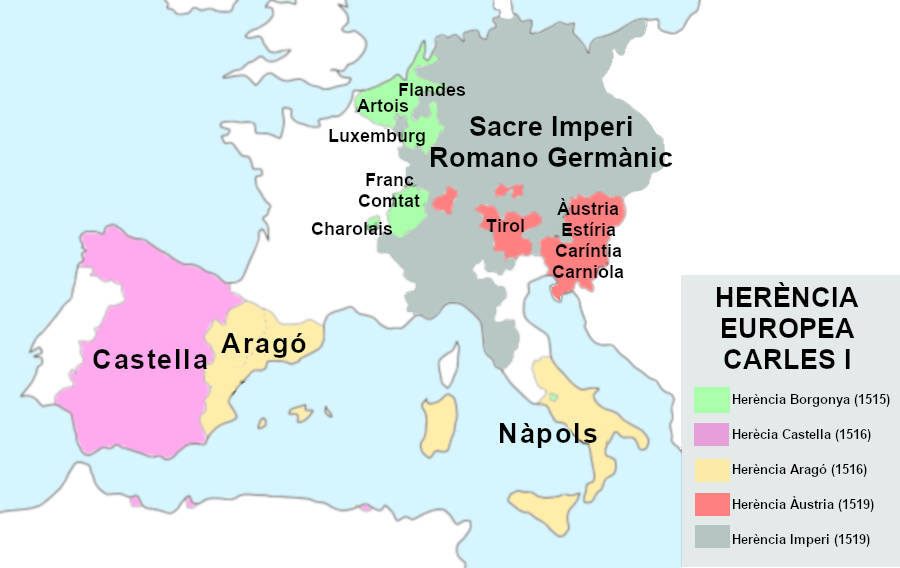 Flandes
Artois
Luxemburg
Sacre Imperi
Romano Germànic
Franc
Comtat
Charolais
Tirol
Àustria
Estíria
Caríntia
Carniola
Castella
Aragó
Nàpols
HERÈNCIA
EUROPEA
CARLES I
Herència Borgonya (1515)
Herècia Castella (1516)
Herència Aragó (1516)
Herència Àustria (1519)
Herència Imperi (1519)